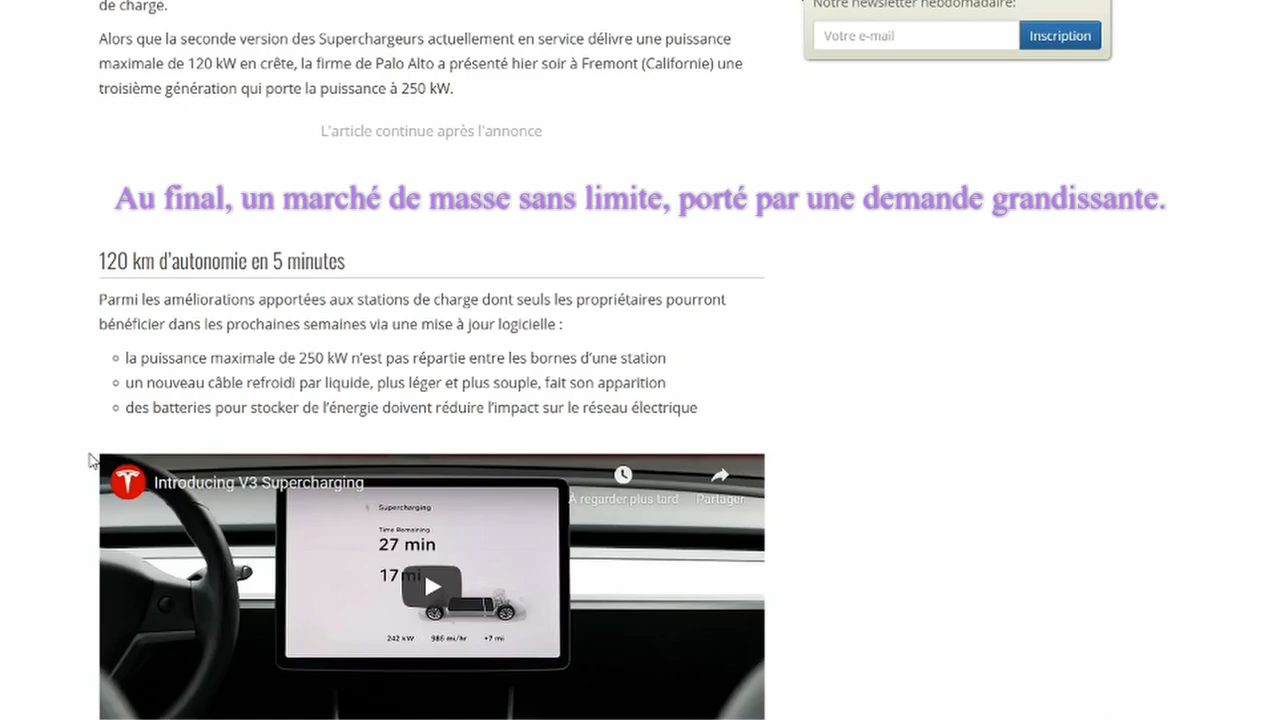 de charge.
Notre newsletter hebdomadaire:
Votre e-mail
Inscription
Alors que la seconde version des Superchargeurs actuellement en service délivre une puissance
maximale de 120 kW en crête, la firme de Palo Alto a présenté hier soir à Fremont (Californie) une
troisième génération qui porte la puissance à 250 kW.
L'article continue après l'annonce
Au final, un marché de masse sans limite, porté par une demande grandissante.
120 km d'autonomie en 5 minutes
Parmi les améliorations apportées aux stations de charge dont seuls les propriétaires pourront
bénéficier dans les prochaines semaines via une mise à jour logicielle :
la puissance maximale de 250 kW n'est pas répartie entre les bornes d'une station
un nouveau câble refroidi par liquide, plus léger et plus souple, fait son apparition
des batteries pour stocker de l'énergie doivent réduire l'impact sur le réseau électrique
Introducing V3 Supercharging
À regarder plus tard
Partager
Supercharging
Time Remaining
27 min
17 mi
242 kW 986 mi/hr +7 mi